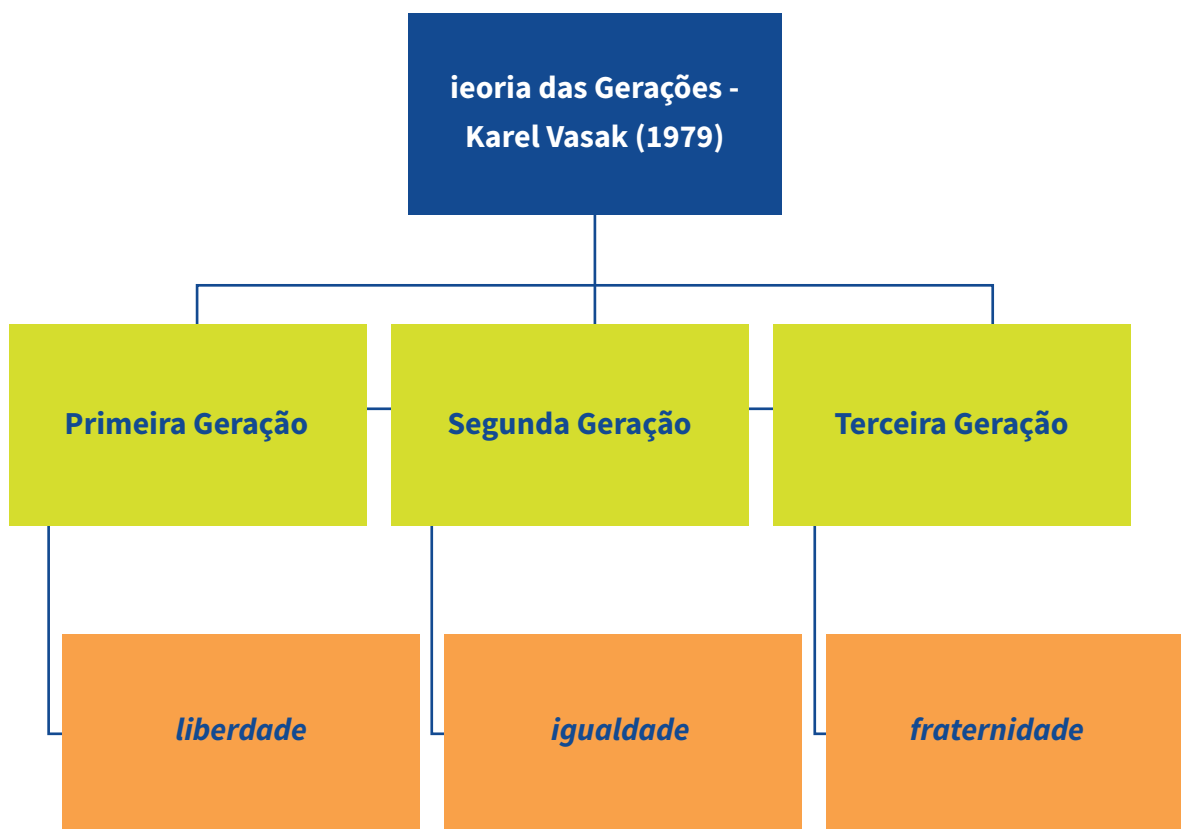 ieoria das Gerações -
Karel Vasak (1979)
Primeira Geração
Segunda Geração
Terceira Geração
liberdade
igualdade
fraternidade